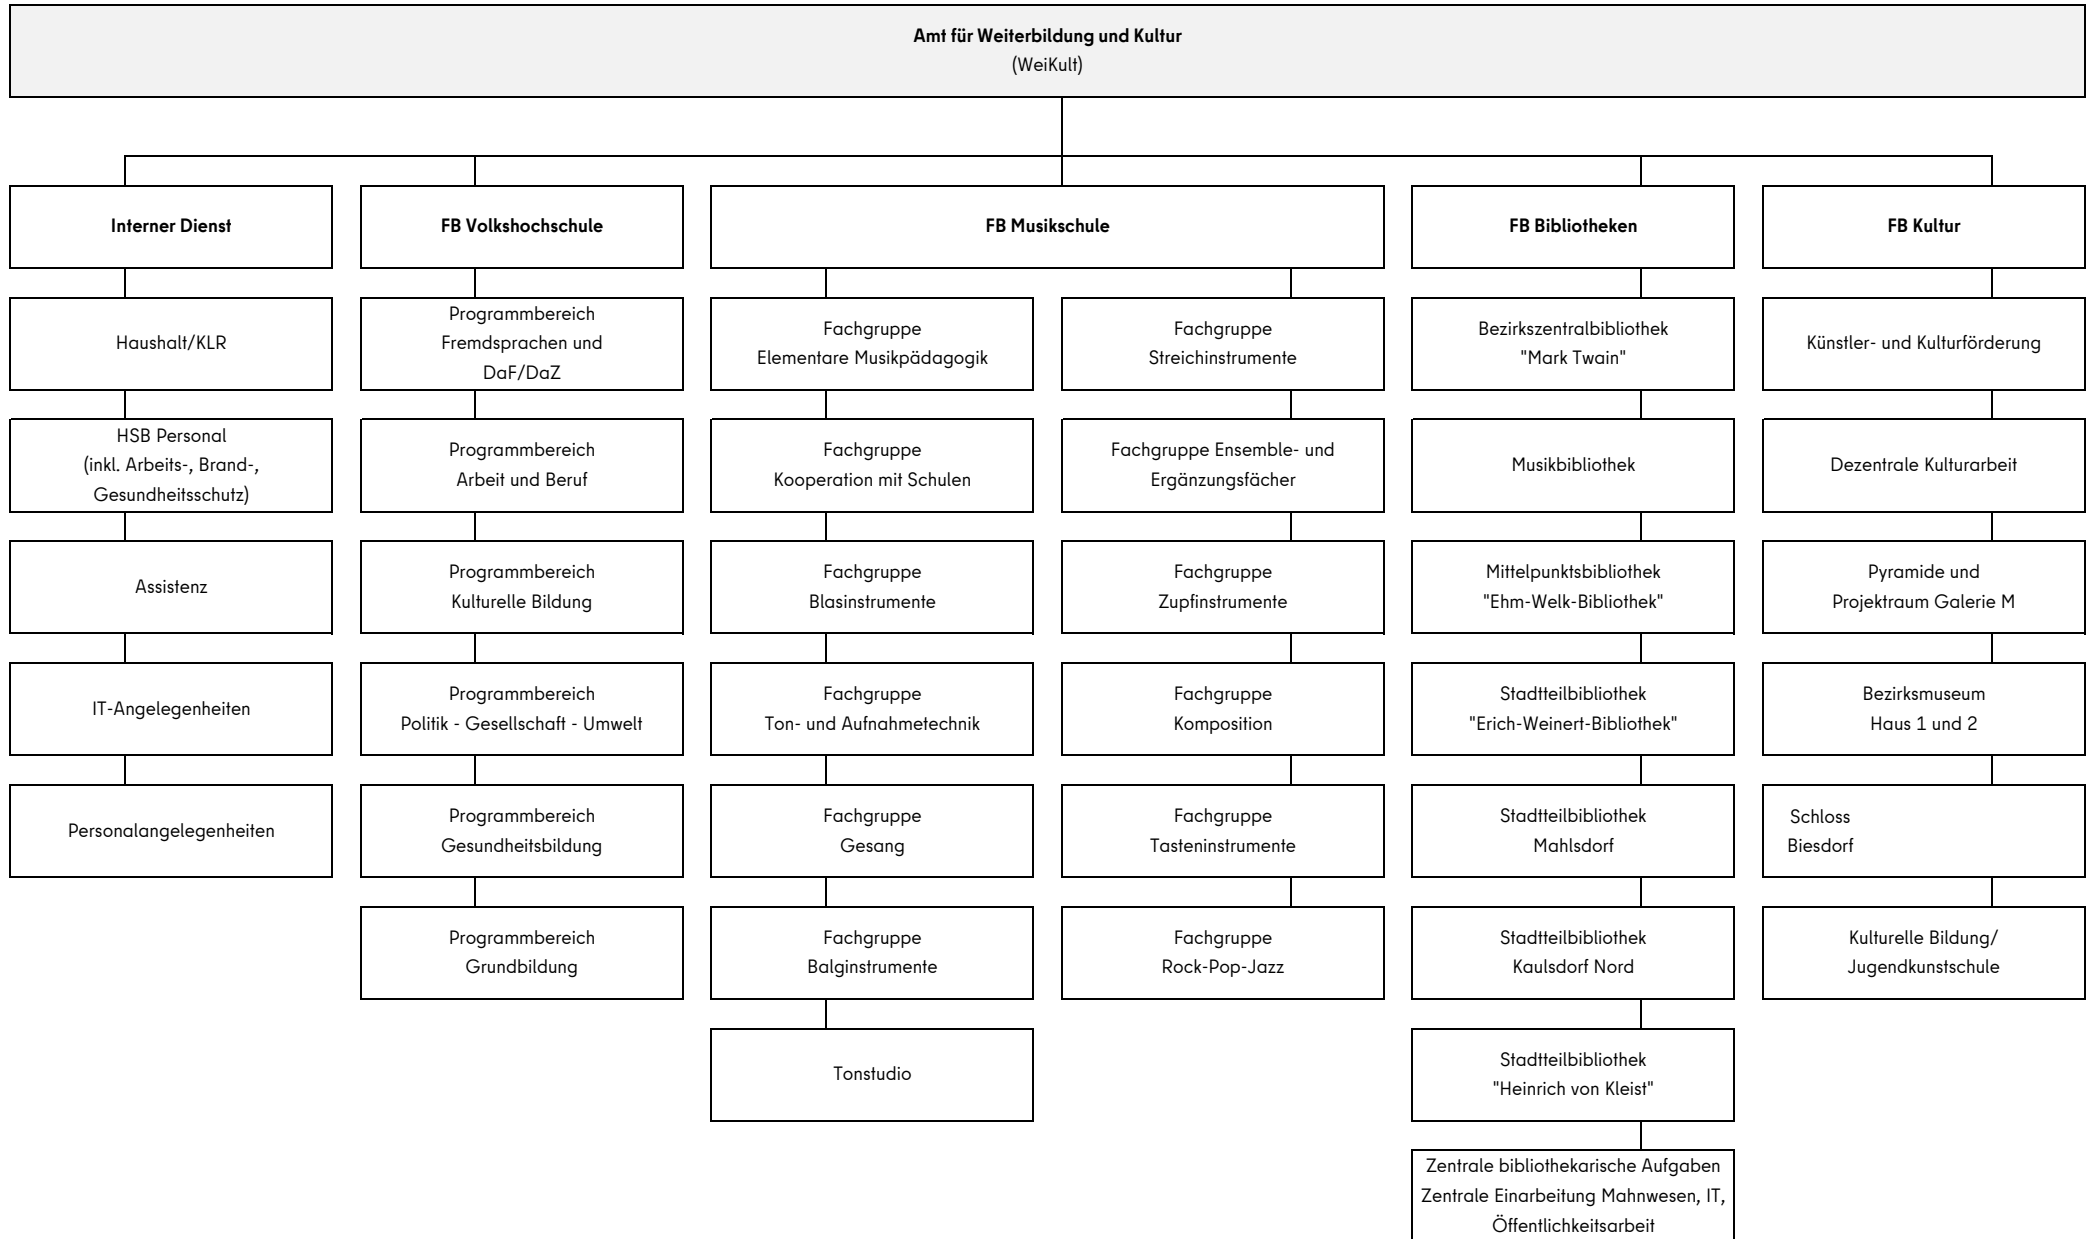 Amt für Weiterbildung und Kultur
(WeiKult)
Interner Dienst
FB Volkshochschule
FB Musikschule
FB Bibliotheken
FB Kultur
Haushalt/KLR
HSB Personal
(inkl. Arbeits-, Brand-,
Gesundheitsschutz)
Assistenz
IT-Angelegenheiten
Personalangelegenheiten
Programmbereich
Fremdsprachen und
DaF/DaZ
Programmbereich
Arbeit und Beruf
Programmbereich
Kulturelle Bildung
Programmbereich
Politik - Gesellschaft - Umwelt
Programmbereich
Gesundheitsbildung
Programmbereich
Grundbildung
Fachgruppe
Elementare Musikpädagogik
Fachgruppe
Kooperation mit Schulen
Fachgruppe
Blasinstrumente
Fachgruppe
Ton- und Aufnahmetechnik
Fachgruppe
Gesang
Fachgruppe
Balginstrumente
Tonstudio
Fachgruppe
Streichinstrumente
Fachgruppe Ensemble- und
Ergänzungsfächer
Fachgruppe
Zupfinstrumente
Fachgruppe
Komposition
Fachgruppe
Tasteninstrumente
Fachgruppe
Rock-Pop-Jazz
Bezirkszentralbibliothek
"Mark Twain"
Musikbibliothek
Mittelpunktsbibliothek
"Ehm-Welk-Bibliothek"
Stadtteilbibliothek
"Erich-Weinert-Bibliothek"
Stadtteilbibliothek
Mahlsdorf
Stadtteilbibliothek
Kaulsdorf Nord
Stadtteilbibliothek
"Heinrich von Kleist"
Zentrale bibliothekarische Aufgaben
Zentrale Einarbeitung Mahnwesen, IT,
Öffentlichkeitsarbeit
Künstler- und Kulturförderung
Dezentrale Kulturarbeit
Pyramide und
Projektraum Galerie M
Bezirksmuseum
Haus 1 und 2
Schloss
Biesdorf
Kulturelle Bildung/
Jugendkunstschule